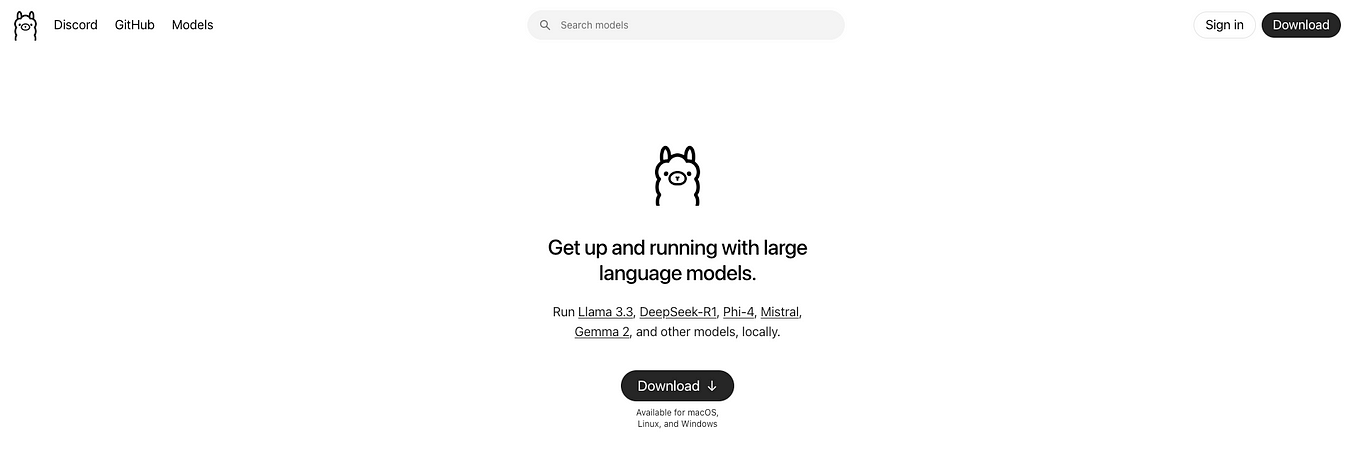 Discord GitHub Models Search models Sign in Download
Get up and running with large
language models.
Run Llama 3.3, DeepSeek-R1, Phi-4, Mistral,
Gemma 2, and other models, locally.
Download ↓
Available for macOS,
Linux, and Windows